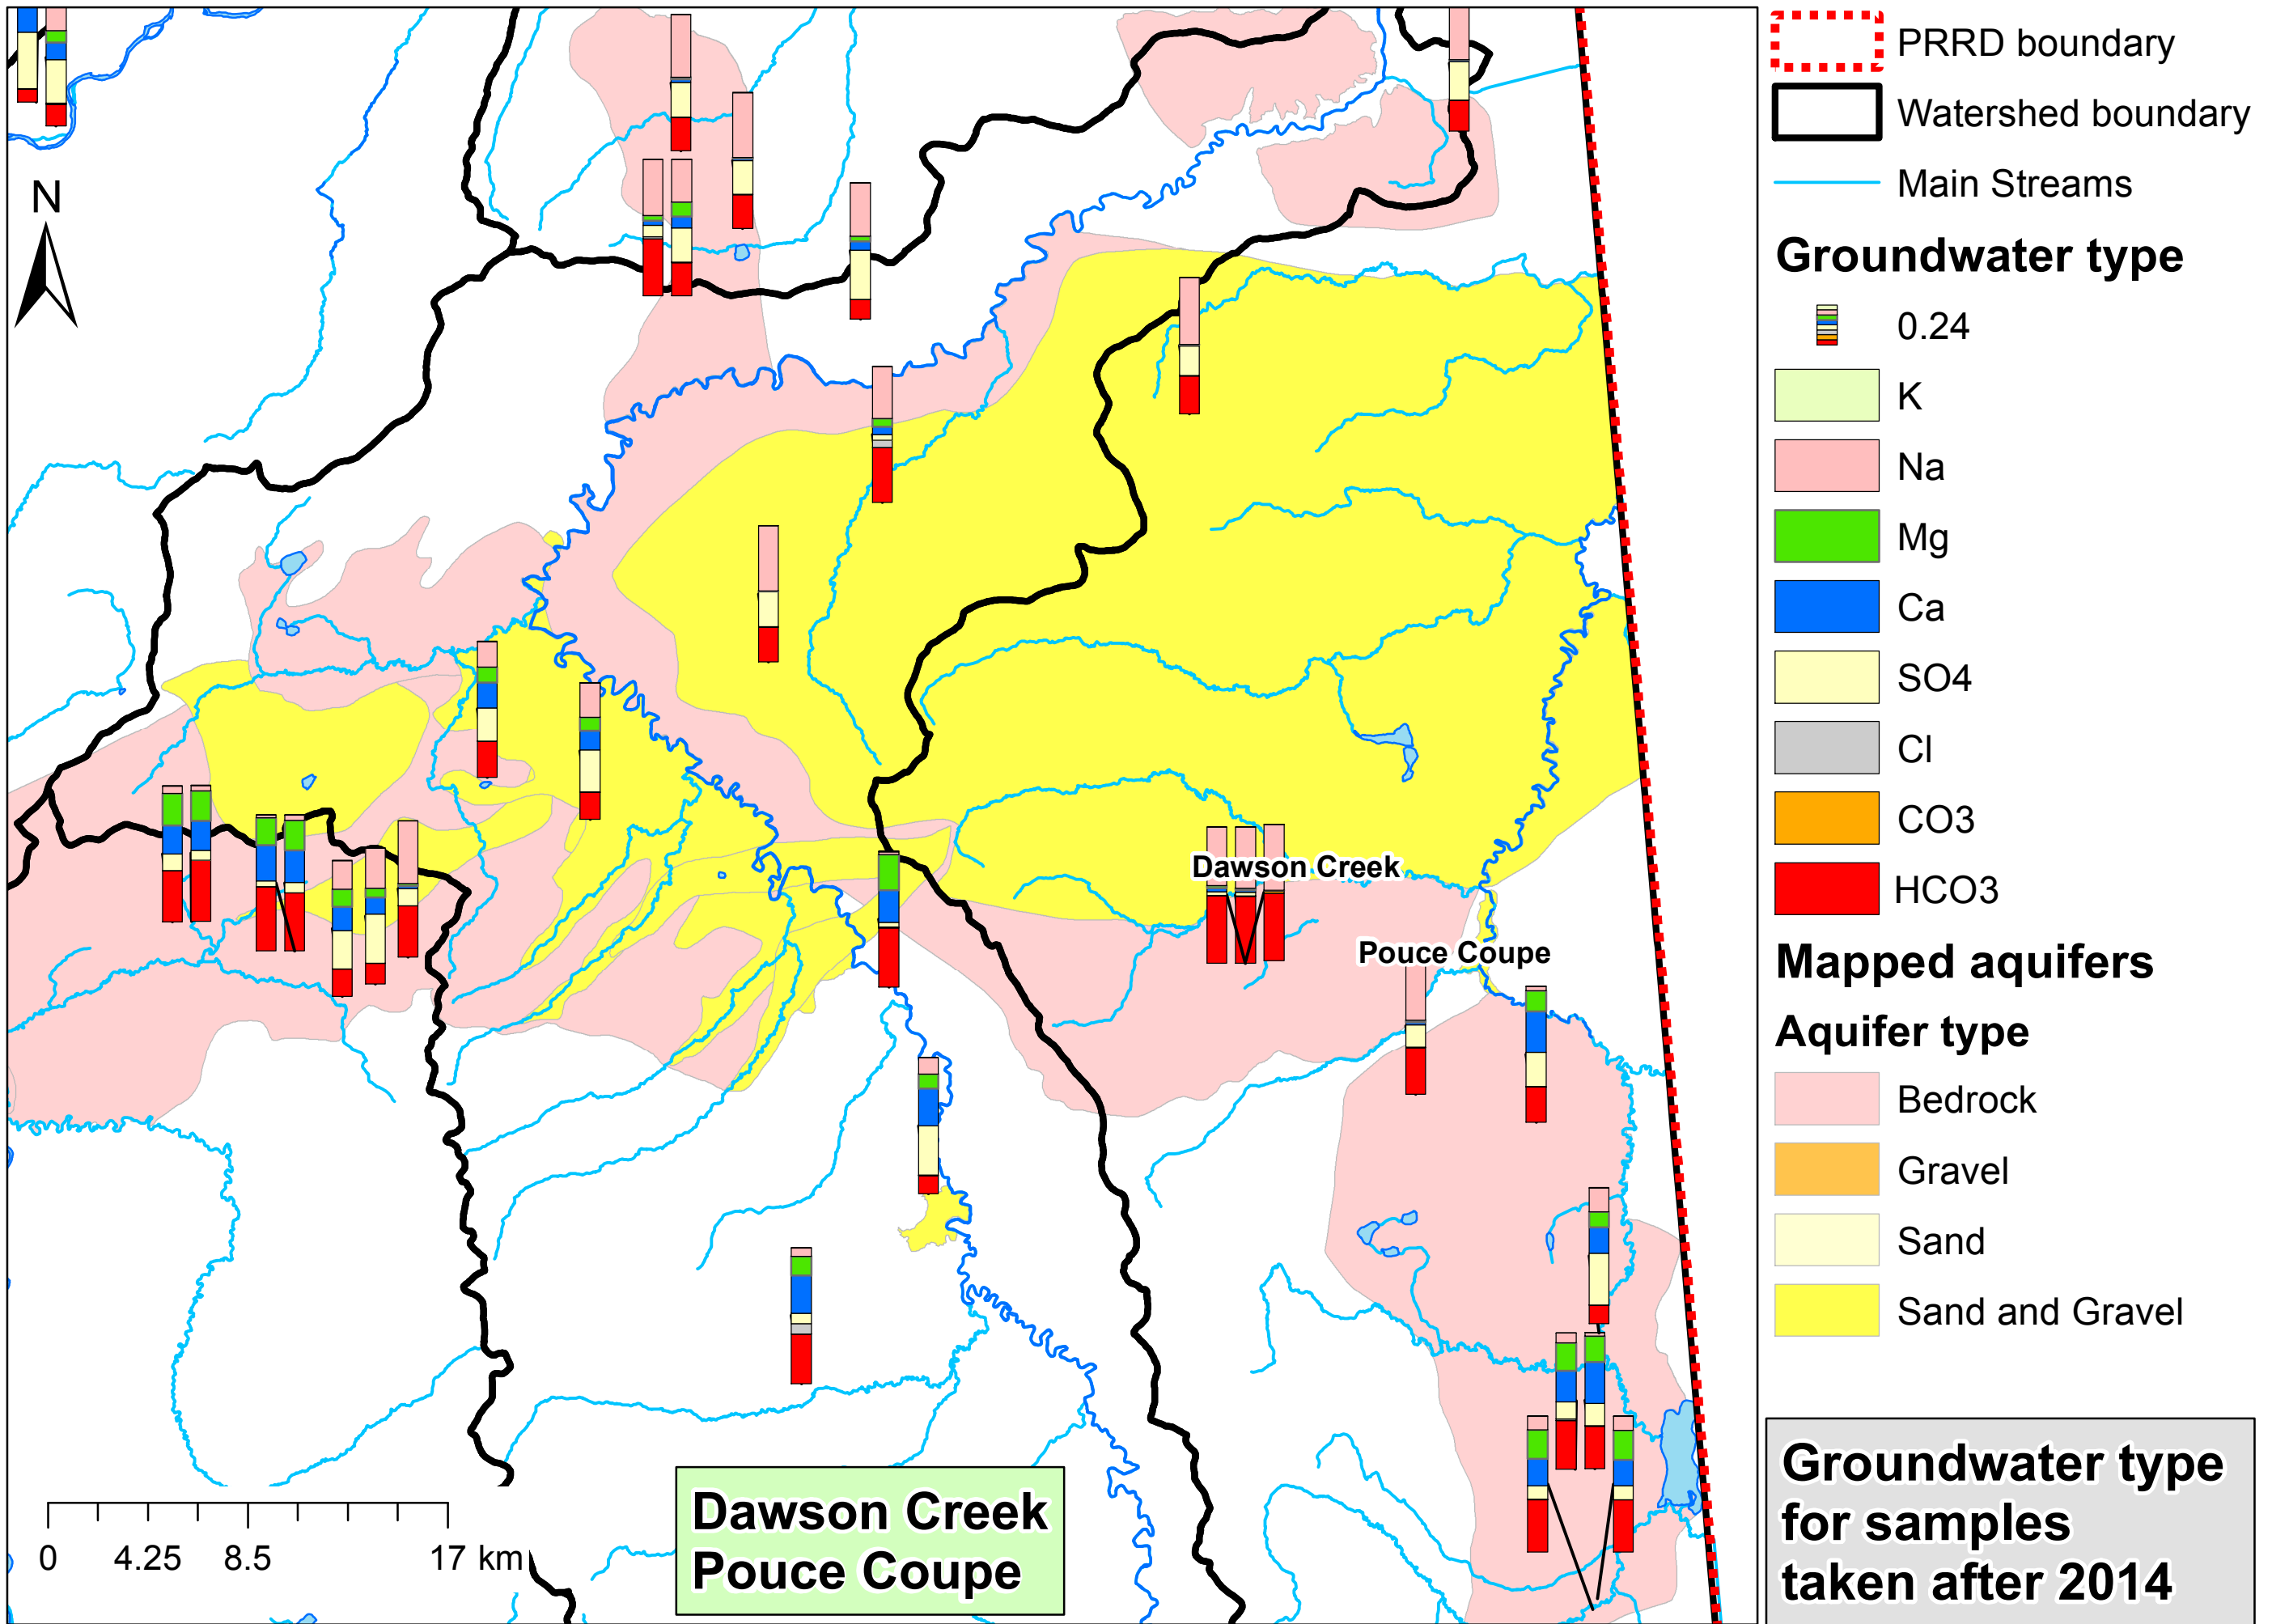 N
Dawson Creek
Pouce Coupe
0 4.25 8.5 17 km
Dawson Creek
Pouce Coupe
PRRD boundary
Watershed boundary
Main Streams
Groundwater type
0.24
K
Na
Mg
Ca
SO4
Cl
CO3
HCO3
Mapped aquifers
Aquifer type
Bedrock
Gravel
Sand
Sand and Gravel
Groundwater type
for samples
taken after 2014